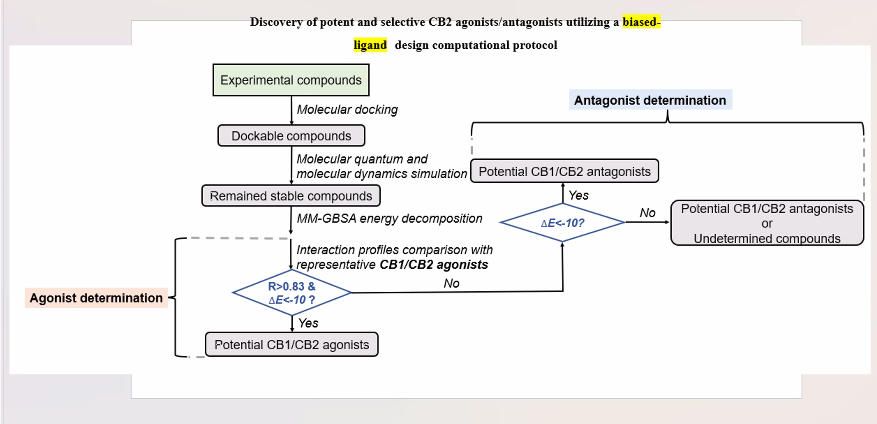 Discovery of potent and selective CB2 agonists/antagonists utilizing a biased-
ligand design computational protocol
Experimental compounds
Molecular docking
Dockable compounds
Molecular quantum and
molecular dynamics simulation
Remained stable compounds
MM-GBSA energy decomposition
Interaction profiles comparison with
representative CB1/CB2 agonists
Agonist determination
R>0.83 &
ΔE<-10 ?
No
Yes
Potential CB1/CB2 agonists
Antagonist determination
Potential CB1/CB2 antagonists
Yes
ΔE<-10?
No
Potential CB1/CB2 antagonists
or
Undetermined compounds